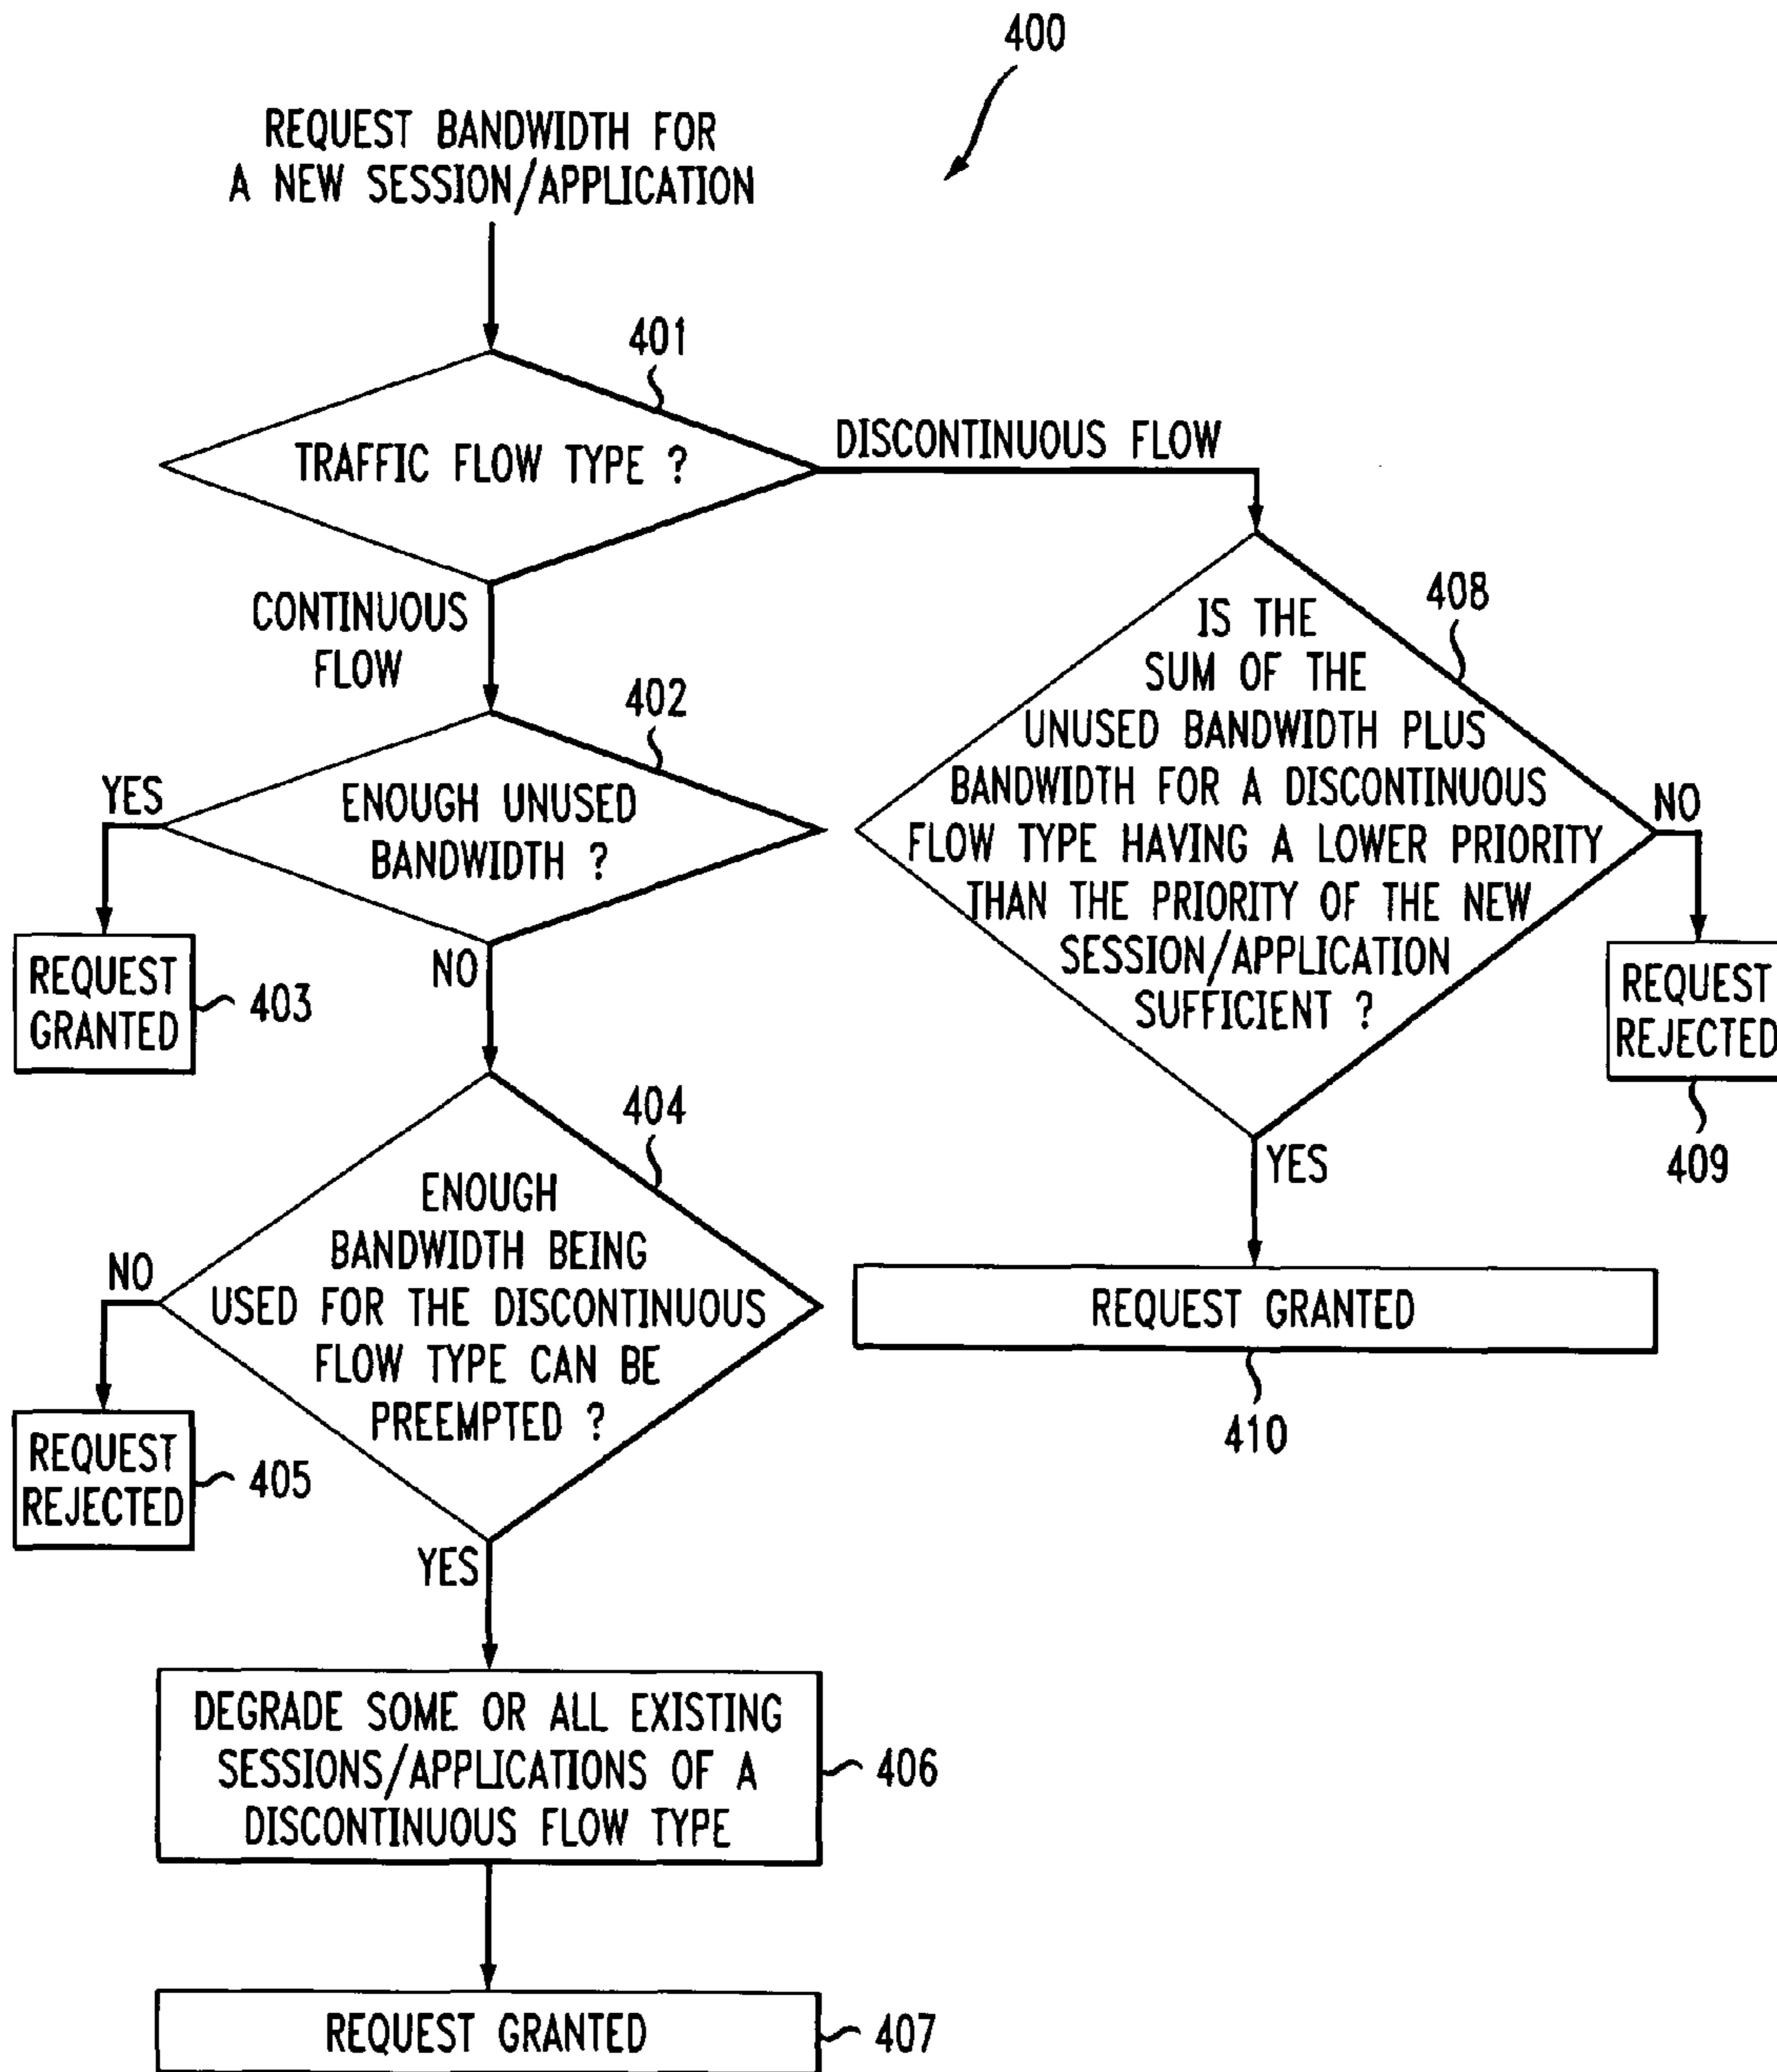 400
REQUEST BANDWIDTH FOR
A NEW SESSION/APPLICATION
401
TRAFFIC FLOW TYPE ?
DISCONTINUOUS FLOW
CONTINUOUS
FLOW
402
YES
ENOUGH UNUSED
BANDWIDTH ?
REQUEST
GRANTED
403
NO
404
ENOUGH
BANDWIDTH BEING
USED FOR THE DISCONTINUOUS
FLOW TYPE CAN BE
PREEMPTED ?
NO
REQUEST
REJECTED
405
YES
DEGRADE SOME OR ALL EXISTING
SESSIONS/APPLICATIONS OF A
DISCONTINUOUS FLOW TYPE
406
REQUEST GRANTED
407
408
IS THE
SUM OF THE
UNUSED BANDWIDTH PLUS
BANDWIDTH FOR A DISCONTINUOUS
FLOW TYPE HAVING A LOWER PRIORITY
THAN THE PRIORITY OF THE NEW
SESSION/APPLICATION
SUFFICIENT ?
NO
REQUEST
REJECTED
409
YES
REQUEST GRANTED
410